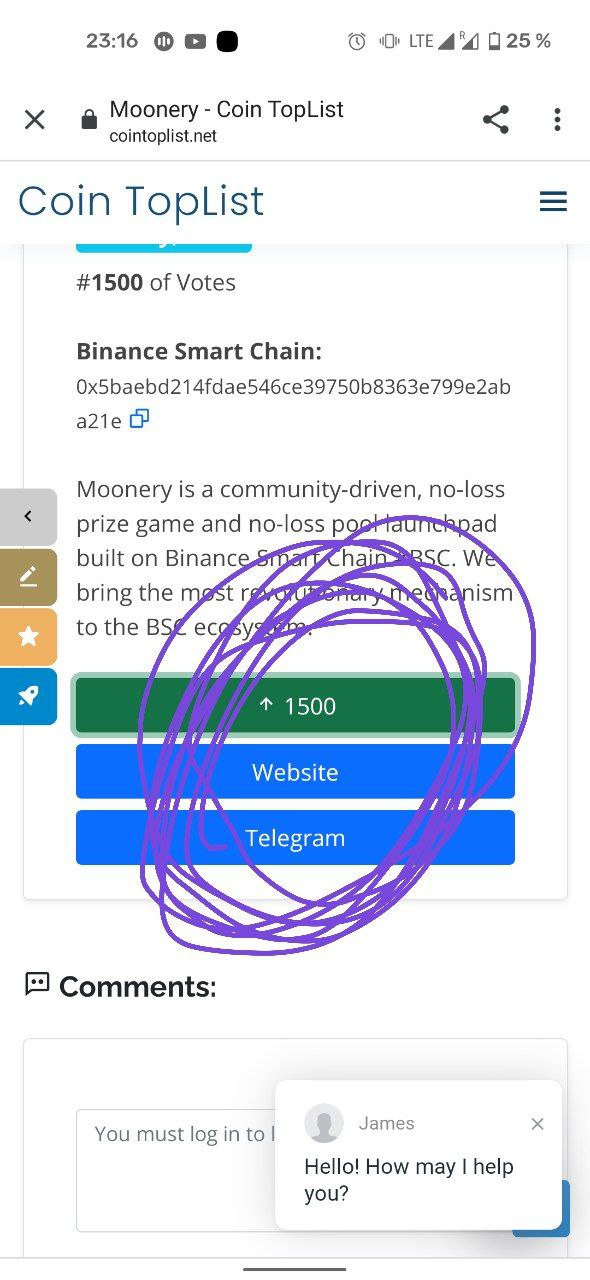 23:16
LTE
R
25 %
Moonery - Coin TopList
cointoplist.net
Coin TopList
#1500 of Votes
Binance Smart Chain:
0x5baebd214fdae546ce39750b8363e799e2ab
a21e
Moonery is a community-driven, no-loss
prize game and no-loss pool launchpad
built on Binance Smart Chain - BSC. We
bring the most revolutionary mechanism
to the BSC ecosystem.
1500
Website
Telegram
Comments:
You must log in to
James
Hello! How may I help
you?